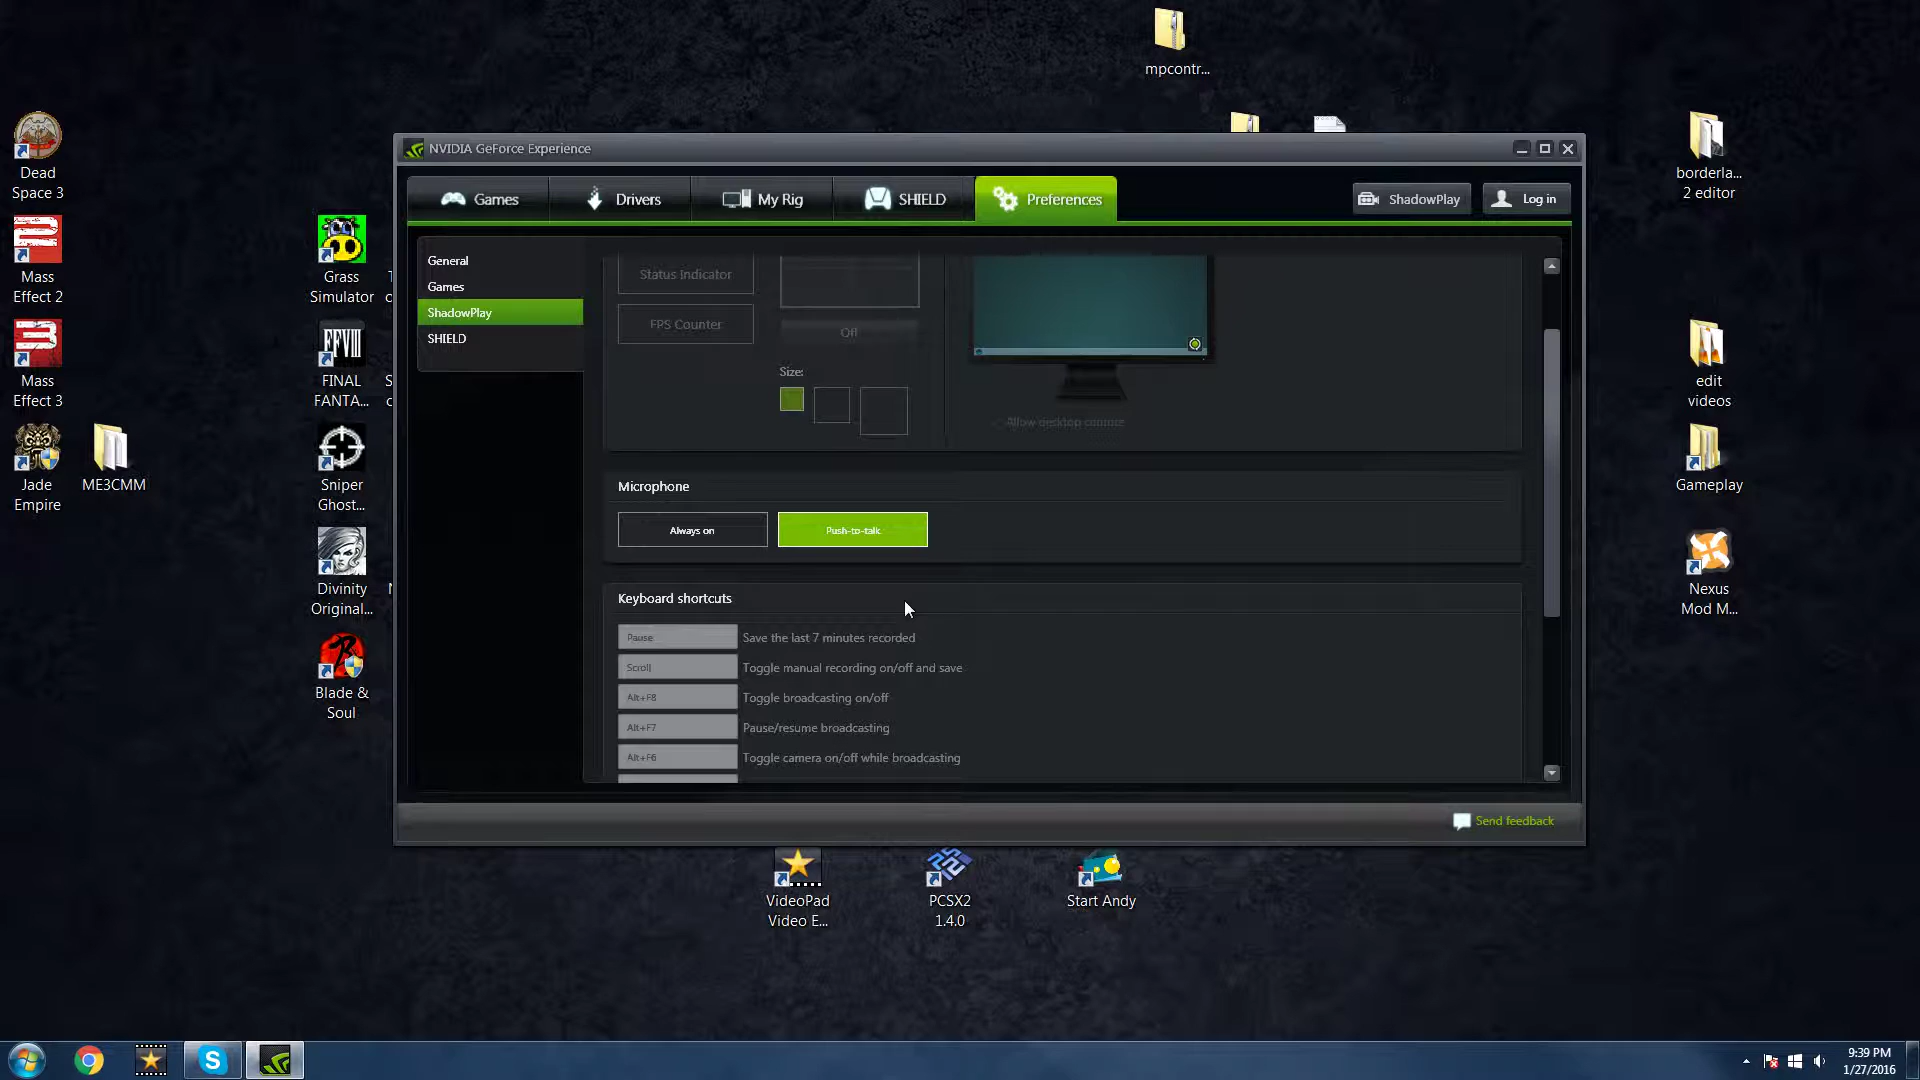 mpcontr...
Dead
Space 3
borderla...
2 editor
NVIDIA GeForce Experience
Games
Drivers
My Rig
SHIELD
Preferences
ShadowPlay
Log in
General
Games
ShadowPlay
SHIELD
Status Indicator
FPS Counter
Off
Size:
Allow desktop capture
Microphone
Always on
Push-to-talk
Keyboard shortcuts
Pause
Save the last 7 minutes recorded
Scroll
Toggle manual recording on/off and save
Alt+F8
Toggle broadcasting on/off
Alt+F7
Pause/resume broadcasting
Alt+F6
Toggle camera on/off while broadcasting
Send feedback
Mass
Effect 2
Grass
Simulator
Mass
Effect 3
FINAL
FANTA...
edit
videos
Jade
Empire
ME3CMM
Sniper
Ghost...
Gameplay
Divinity
Original...
Nexus
Mod M...
Blade &
Soul
VideoPad
Video E...
PCSX2
1.4.0
Start Andy
9:39 PM
1/27/2016